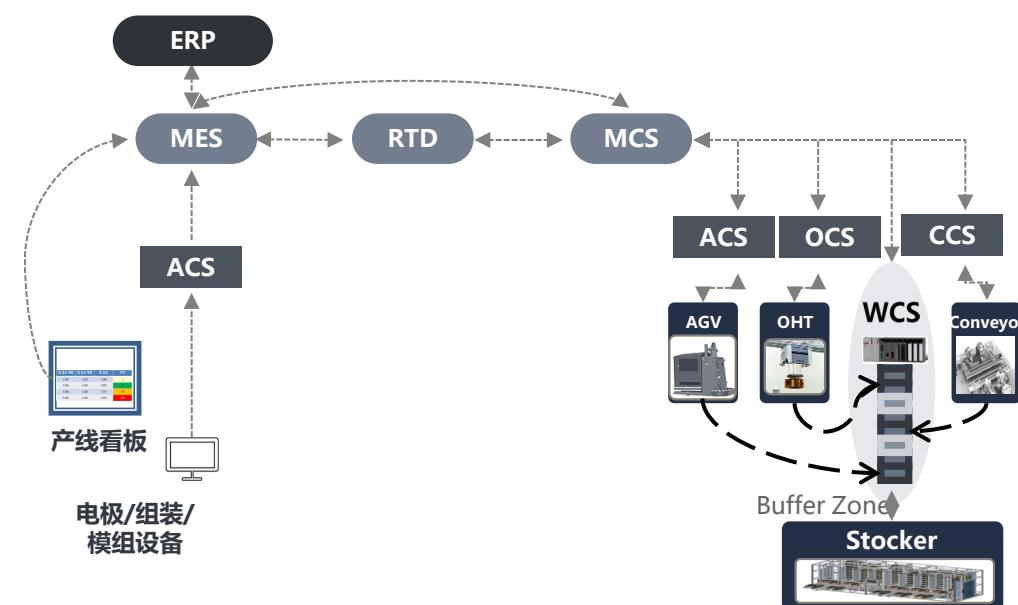 ERP
MES
RTD
MCS
ACS
OCS
CCS
ACS
AGV
OHT
WCS
Conveyo
产线看板
电极/组装/
模组设备
Buffer Zone
Stocker